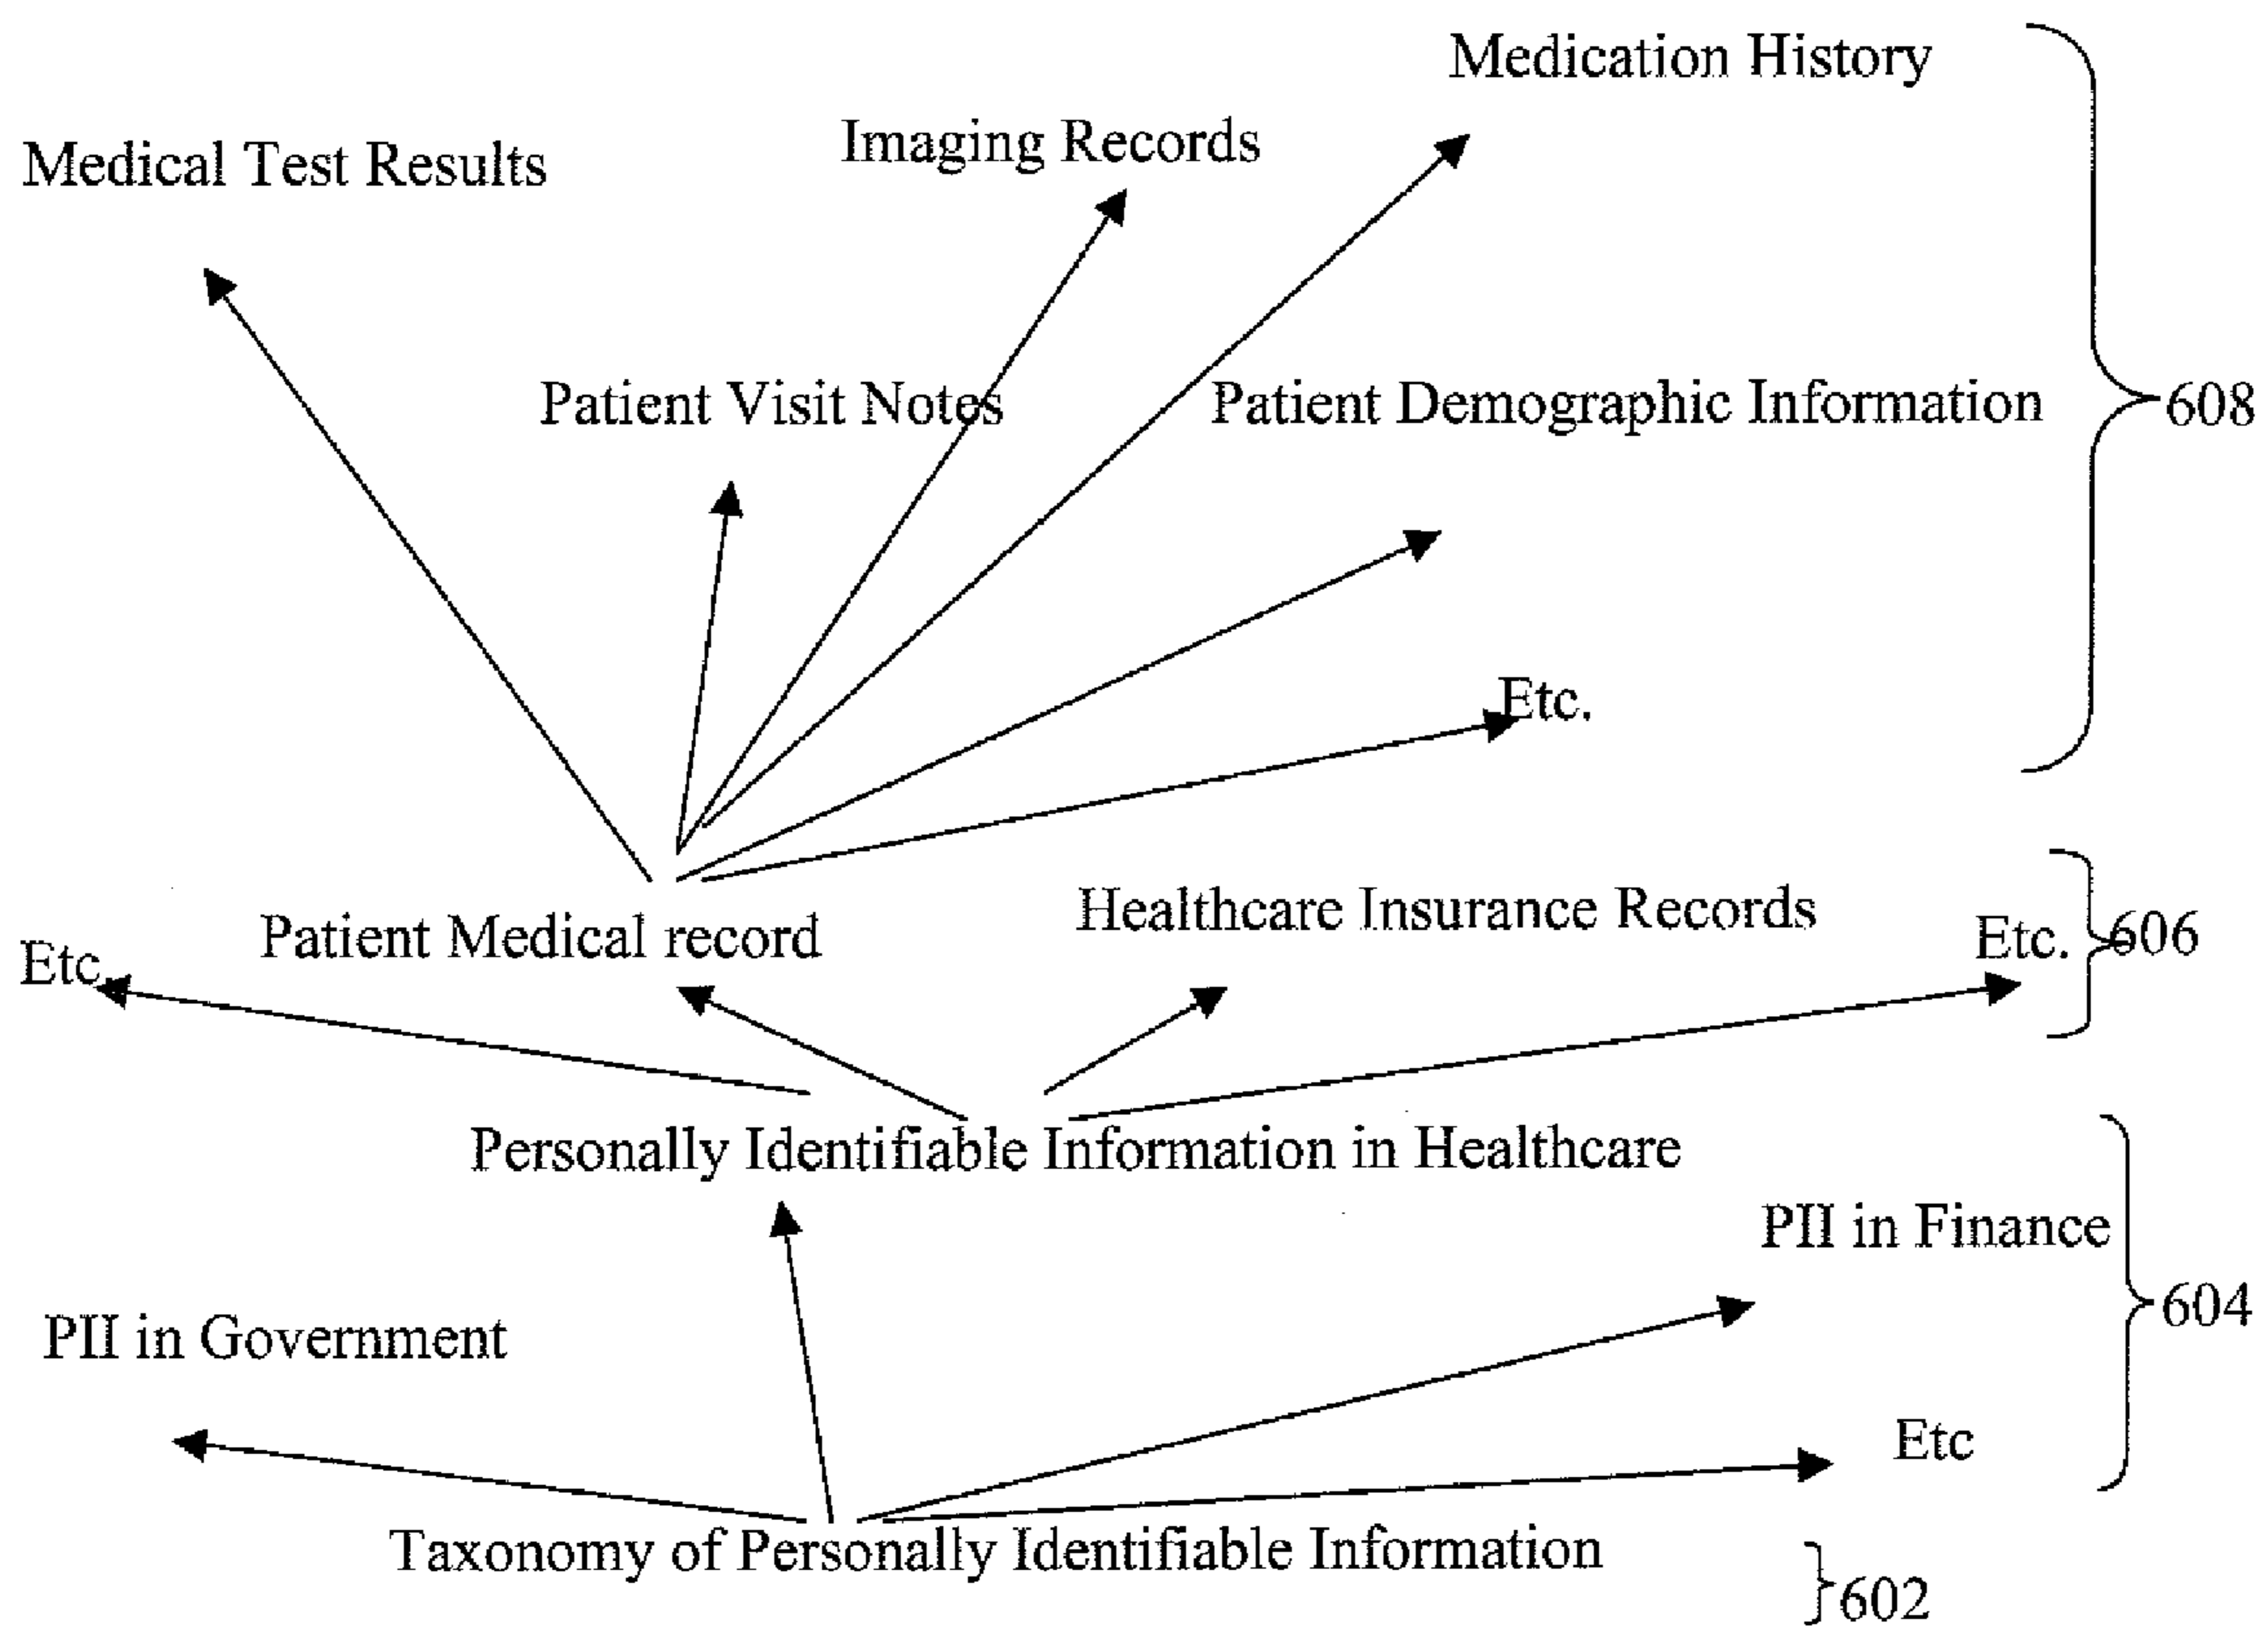 Medication History
Imaging Records
Medical Test Results
Patient Visit Notes
Patient Demographic Information
608
Etc.
Healthcare Insurance Records
Patient Medical record
Etc.
606
Etc.
Personally Identifiable Information in Healthcare
PII in Finance
604
PII in Government
Etc
Taxonomy of Personally Identifiable Information
602